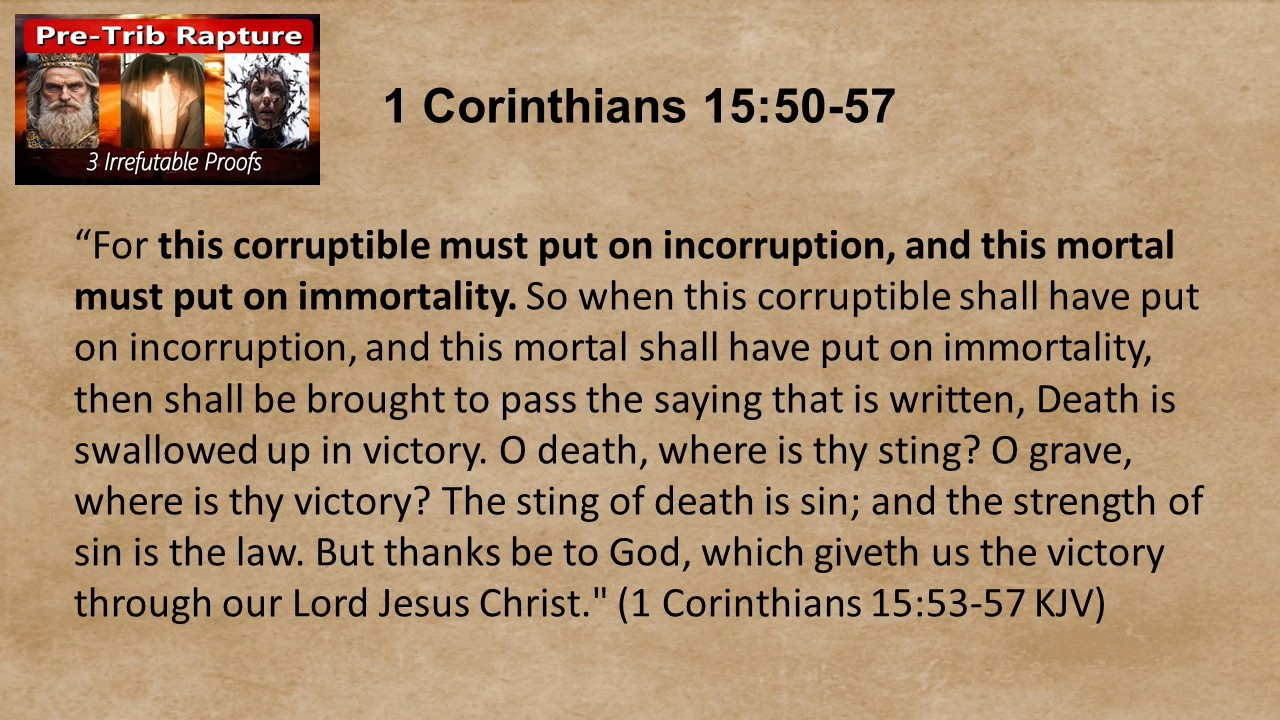 Pre-Trib Rapture
3 Irrefutable Proofs
1 Corinthians 15:50-57
“For this corruptible must put on incorruption, and this mortal
must put on immortality. So when this corruptible shall have put
on incorruption, and this mortal shall have put on immortality,
then shall be brought to pass the saying that is written, Death is
swallowed up in victory. O death, where is thy sting? O grave,
where is thy victory? The sting of death is sin; and the strength of
sin is the law. But thanks be to God, which giveth us the victory
through our Lord Jesus Christ." (1 Corinthians 15:53-57 KJV)